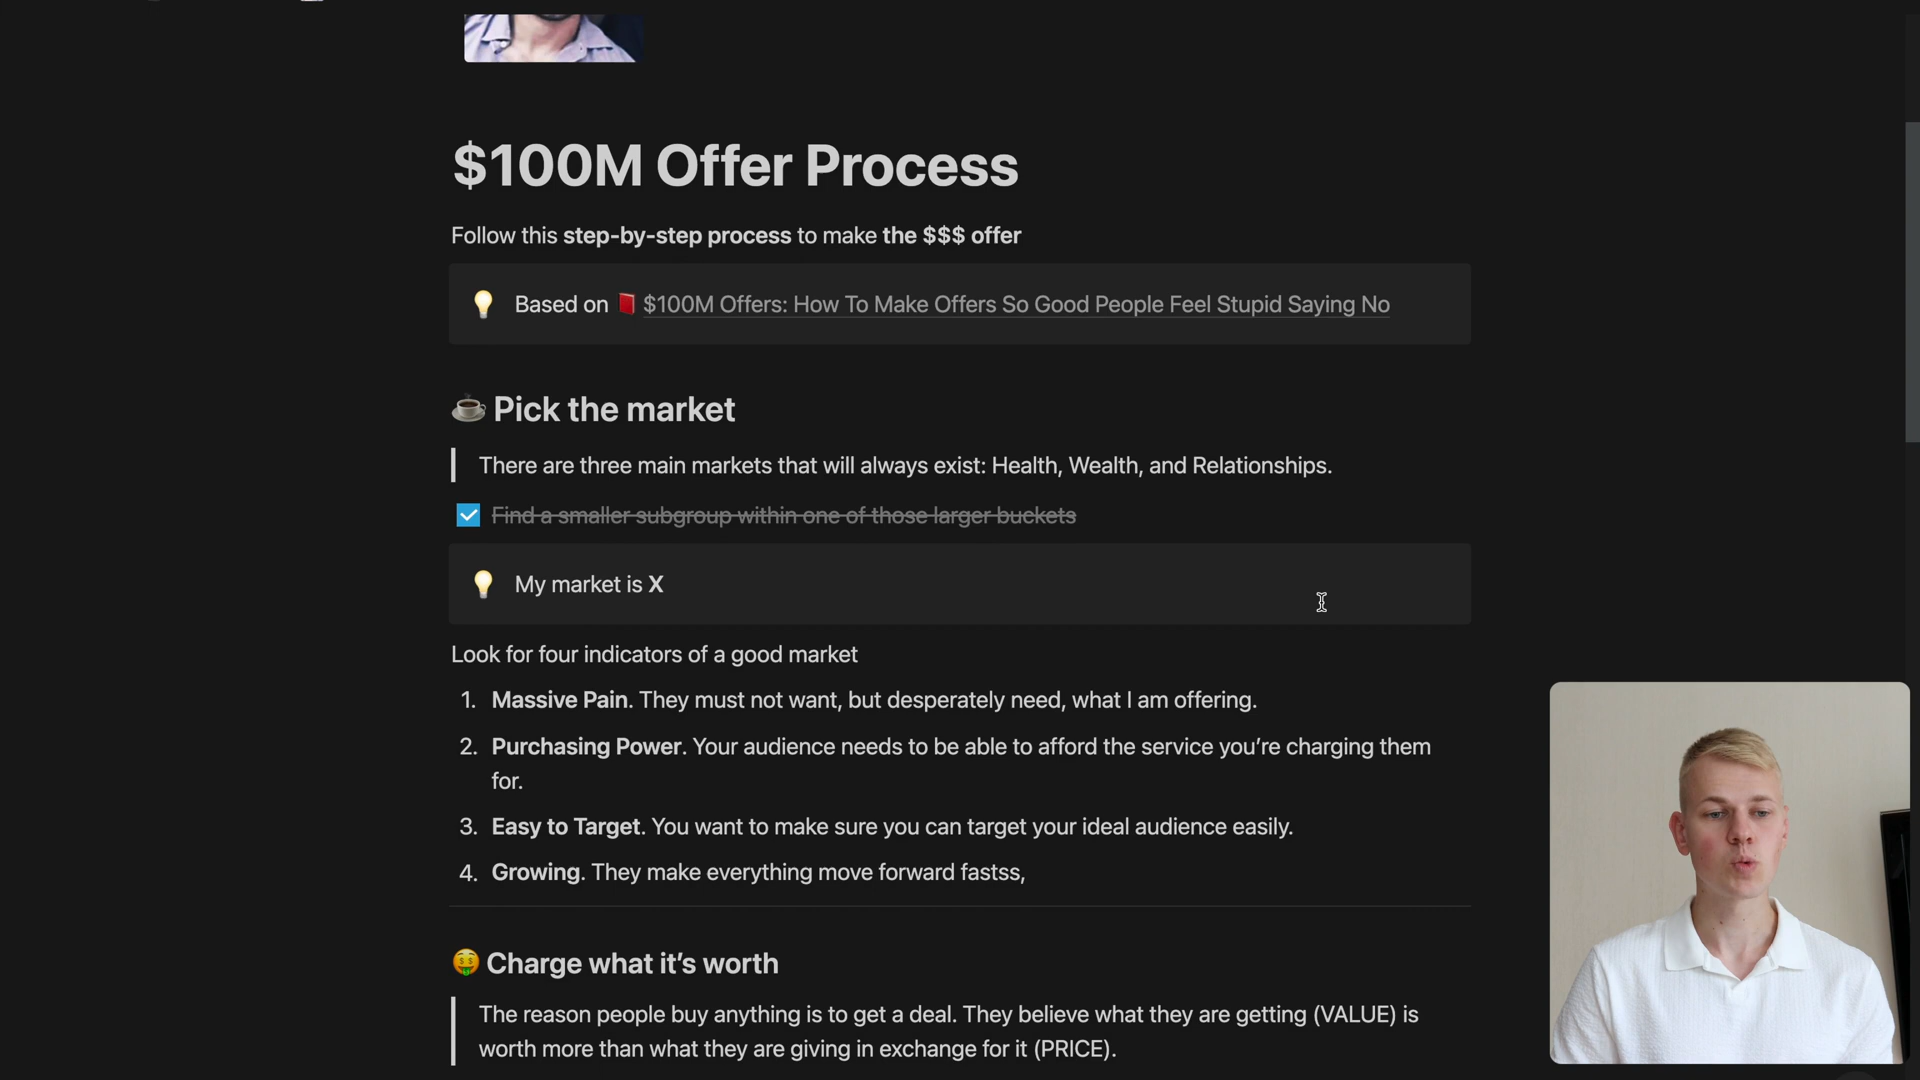 $100M Offer Process
Follow this step-by-step process to make the $$$ offer
Based on $100M Offers: How To Make Offers So Good People Feel Stupid Saying No
Pick the market
There are three main markets that will always exist: Health, Wealth, and Relationships.
Find a smaller subgroup within one of those larger buckets
My market is X
Look for four indicators of a good market
1. Massive Pain. They must not want, but desperately need, what I am offering.
2. Purchasing Power. Your audience needs to be able to afford the service you’re charging them
for.
3. Easy to Target. You want to make sure you can target your ideal audience easily.
4. Growing. They make everything move forward fastss,
Charge what it’s worth
The reason people buy anything is to get a deal. They believe what they are getting (VALUE) is
worth more than what they are giving in exchange for it (PRICE).